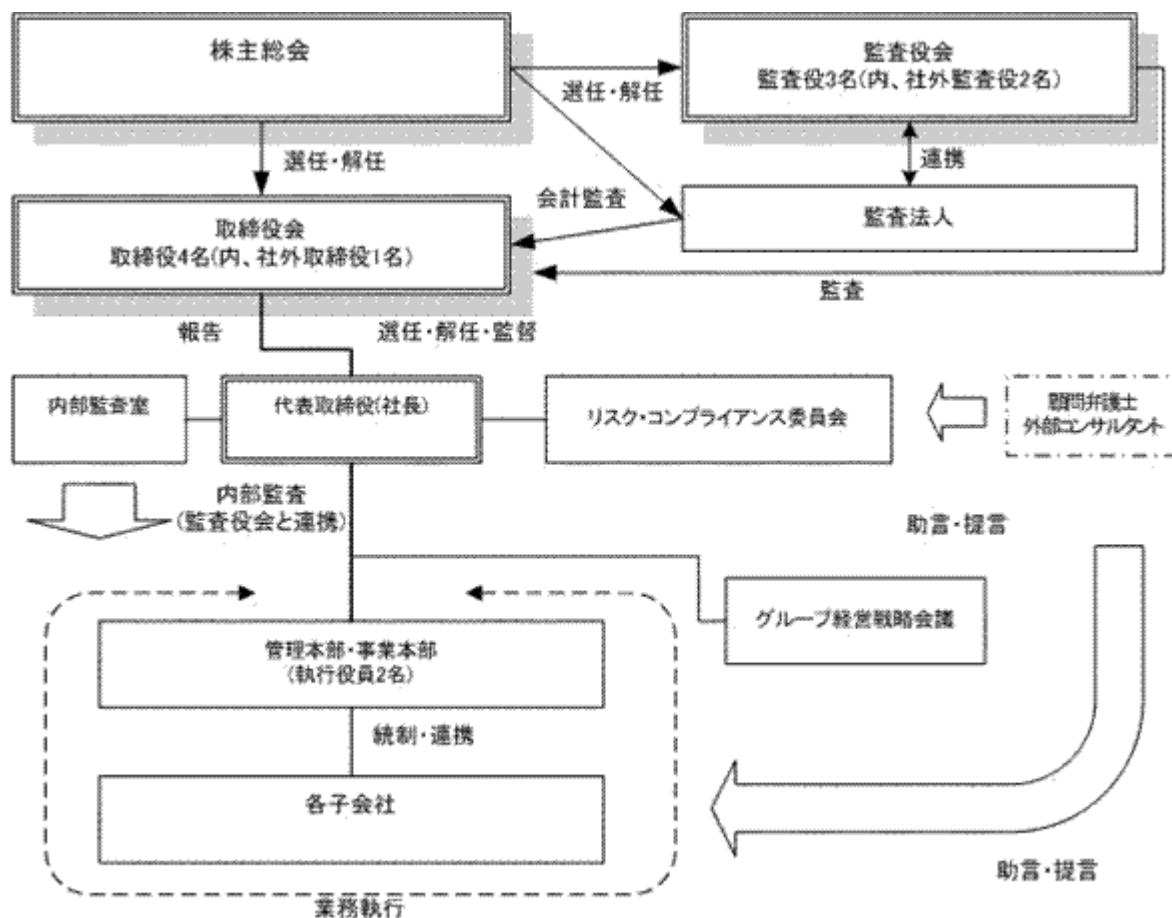 株主総会
監査役会
監査役3名(内、社外監査役2名)
選任・解任
選任・解任
連携
会計監査
監査法人
取締役会
取締役4名(内、社外取締役1名)
監査
報告
選任・解任・監督
内部監査室
代表取締役(社長)
リスク・コンプライアンス委員会
顧問弁護士
外部コンサルタント
内部監査
(監査役会と連携)
助言・提言
グループ経営戦略会議
管理本部・事業本部
(執行役員2名)
統制・連携
各子会社
助言・提言
業務執行